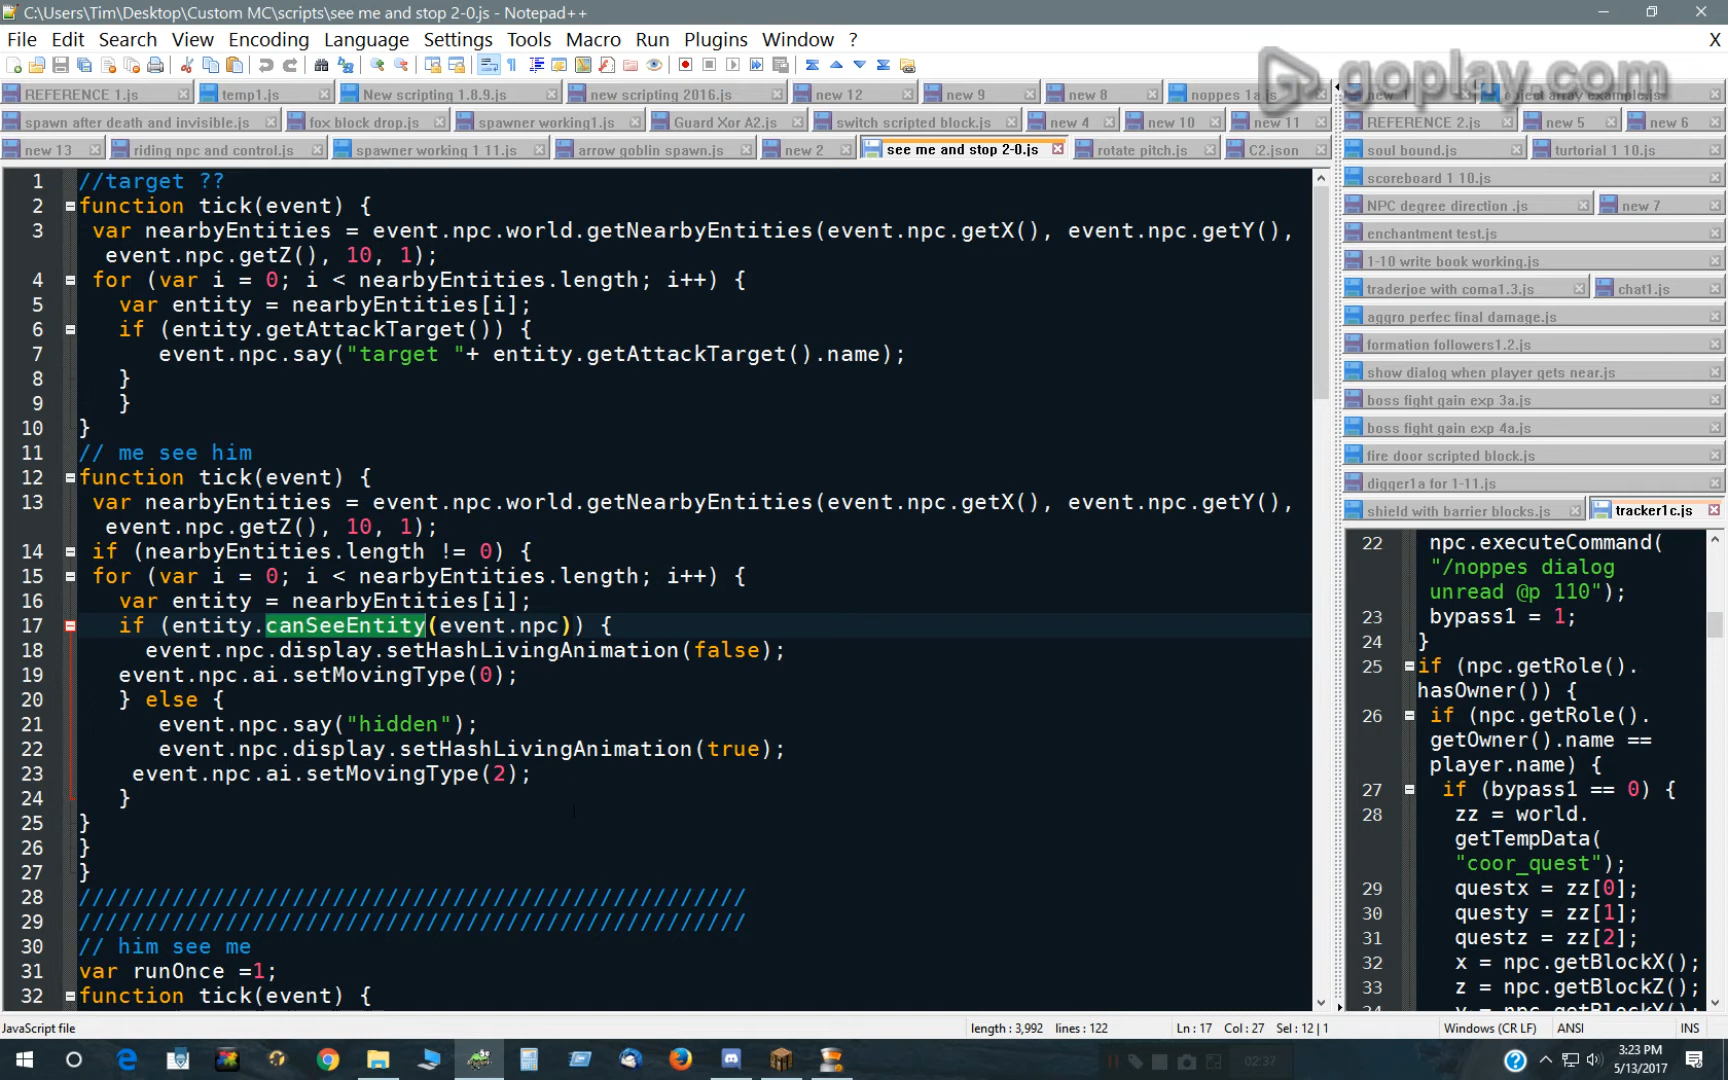 C:\Users\Tim\Desktop\Custom MC\scripts\see me and stop 2-0.js - Notepad++
File Edit Search View Encoding Language Settings Tools Macro Run Plugins Window ? X
goplay.com
REFERENCE 1.js temp1.js New scripting 1.8.9.js new scripting 2016.js new 12 new 9 new 8 noppes 1a.js
spawn after death and invisible.js fox block drop.js spawner working1.js Guard Xor A2.js switch scripted block.js new 4 new 10 new 11
new 13 riding npc and control.js spawner working 1 11.js arrow goblin spawn.js new 2 see me and stop 2-0.js rotate pitch.js C2.json
1 //target ??
2 function tick(event) {
3 var nearbyEntities = event.npc.world.getNearbyEntities(event.npc.getX(), event.npc.getY(),
event.npc.getZ(), 10, 1);
4 for (var i = 0; i < nearbyEntities.length; i++) {
5 var entity = nearbyEntities[i];
6 if (entity.getAttackTarget()) {
7 event.npc.say("target "+ entity.getAttackTarget().name);
8 }
9 }
10 }
11 // me see him
12 function tick(event) {
13 var nearbyEntities = event.npc.world.getNearbyEntities(event.npc.getX(), event.npc.getY(),
event.npc.getZ(), 10, 1);
14 if (nearbyEntities.length != 0) {
15 for (var i = 0; i < nearbyEntities.length; i++) {
16 var entity = nearbyEntities[i];
17 if (entity.canSeeEntity(event.npc)) {
18 event.npc.display.setHashLivingAnimation(false);
19 event.npc.ai.setMovingType(0);
20 } else {
21 event.npc.say("hidden");
22 event.npc.display.setHashLivingAnimation(true);
23 event.npc.ai.setMovingType(2);
24 }
25 }
26 }
27 }
28 //////////////////////////////////////////////////
29 //////////////////////////////////////////////////
30 // him see me
31 var runOnce =1;
32 function tick(event) {
new 1 object array example.js
REFERENCE 2.js new 5 new 6
soul bound.js turtorial 1 10.js
scoreboard 1 10.js
NPC degree direction .js new 7
enchantment test.js
1-10 write book working.js
traderjoe with coma1.3.js chat1.js
aggro perfec final damage.js
formation followers1.2.js
show dialog when player gets near.js
boss fight gain exp 3a.js
boss fight gain exp 4a.js
fire door scripted block.js
digger1a for 1-11.js
shield with barrier blocks.js tracker1c.js
22 npc.executeCommand(
"/noppes dialog
unread @p 110");
23 bypass1 = 1;
24 }
25 if (npc.getRole().
hasOwner()) {
26 if (npc.getRole().
getOwner().name ==
player.name) {
27 if (bypass1 == 0) {
28 zz = world.
getTempData(
"coor_quest");
29 questx = zz[0];
30 questy = zz[1];
31 questz = zz[2];
32 x = npc.getBlockX();
33 z = npc.getBlockZ();
JavaScript file length : 3,992 lines : 122 Ln : 17 Col : 27 Sel : 12 | 1 Windows (CR LF) ANSI INS
02:37
3:23 PM
5/13/2017